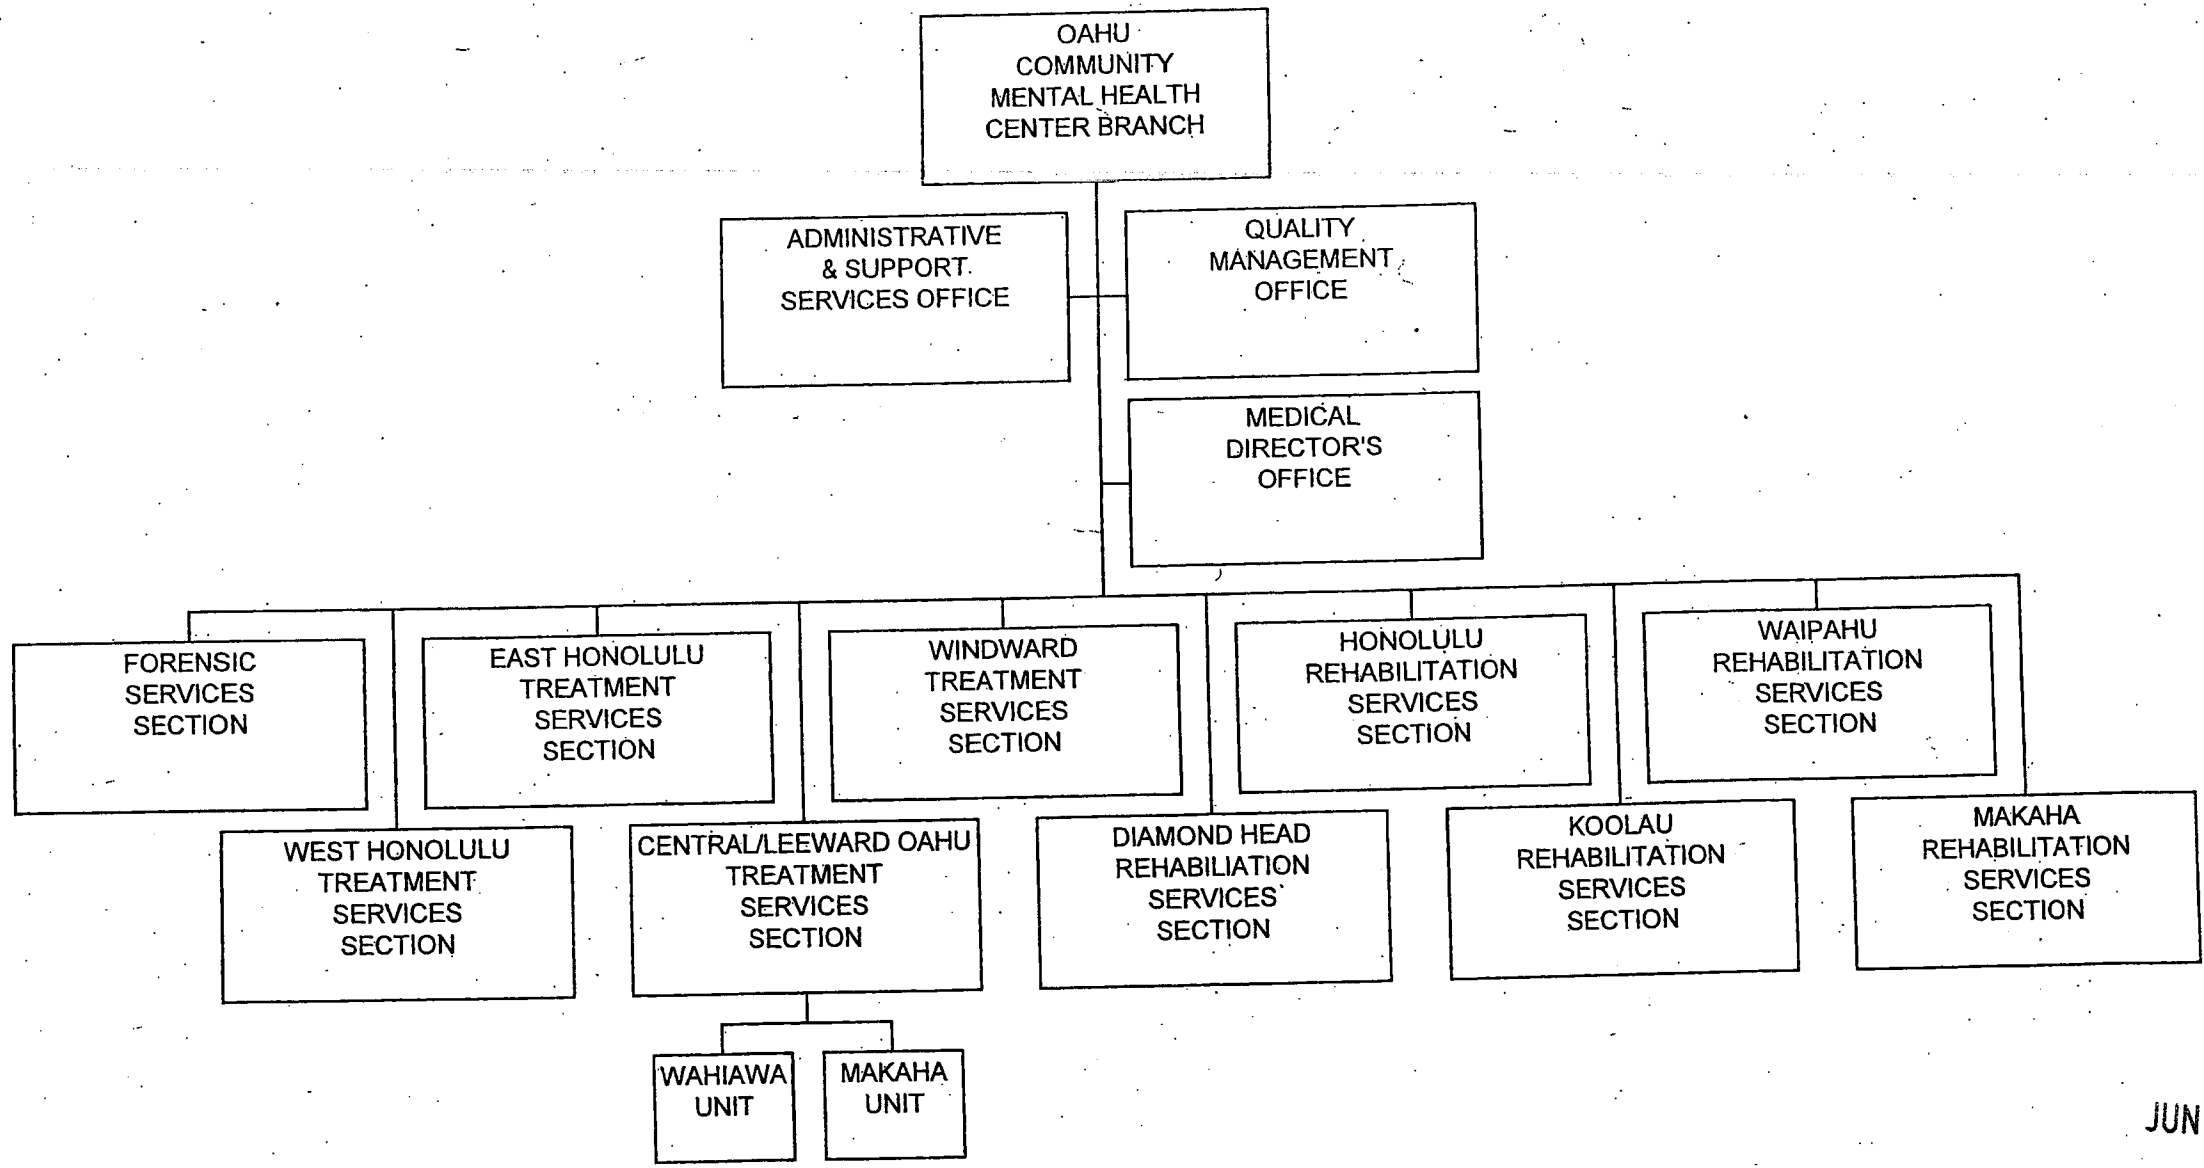 OAHU
COMMUNITY
MENTAL HEALTH
CENTER BRANCH
ADMINISTRATIVE
& SUPPORT
SERVICES OFFICE
QUALITY
MANAGEMENT
OFFICE
MEDICAL
DIRECTOR'S
OFFICE
FORENSIC
SERVICES
SECTION
EAST HONOLULU
TREATMENT
SERVICES
SECTION
WINDWARD
TREATMENT
SERVICES
SECTION
HONOLULU
REHABILITATION
SERVICES
SECTION
WAIPAHU
REHABILITATION
SERVICES
SECTION
WEST HONOLULU
TREATMENT
SERVICES
SECTION
CENTRAL/LEEWARD OAHU
TREATMENT
SERVICES
SECTION
DIAMOND HEAD
REHABILIATION
SERVICES
SECTION
KOOLAU
REHABILITATION
SERVICES
SECTION
MAKAHA
REHABILITATION
SERVICES
SECTION
WAHIAWA
UNIT
MAKAHA
UNIT
JUN